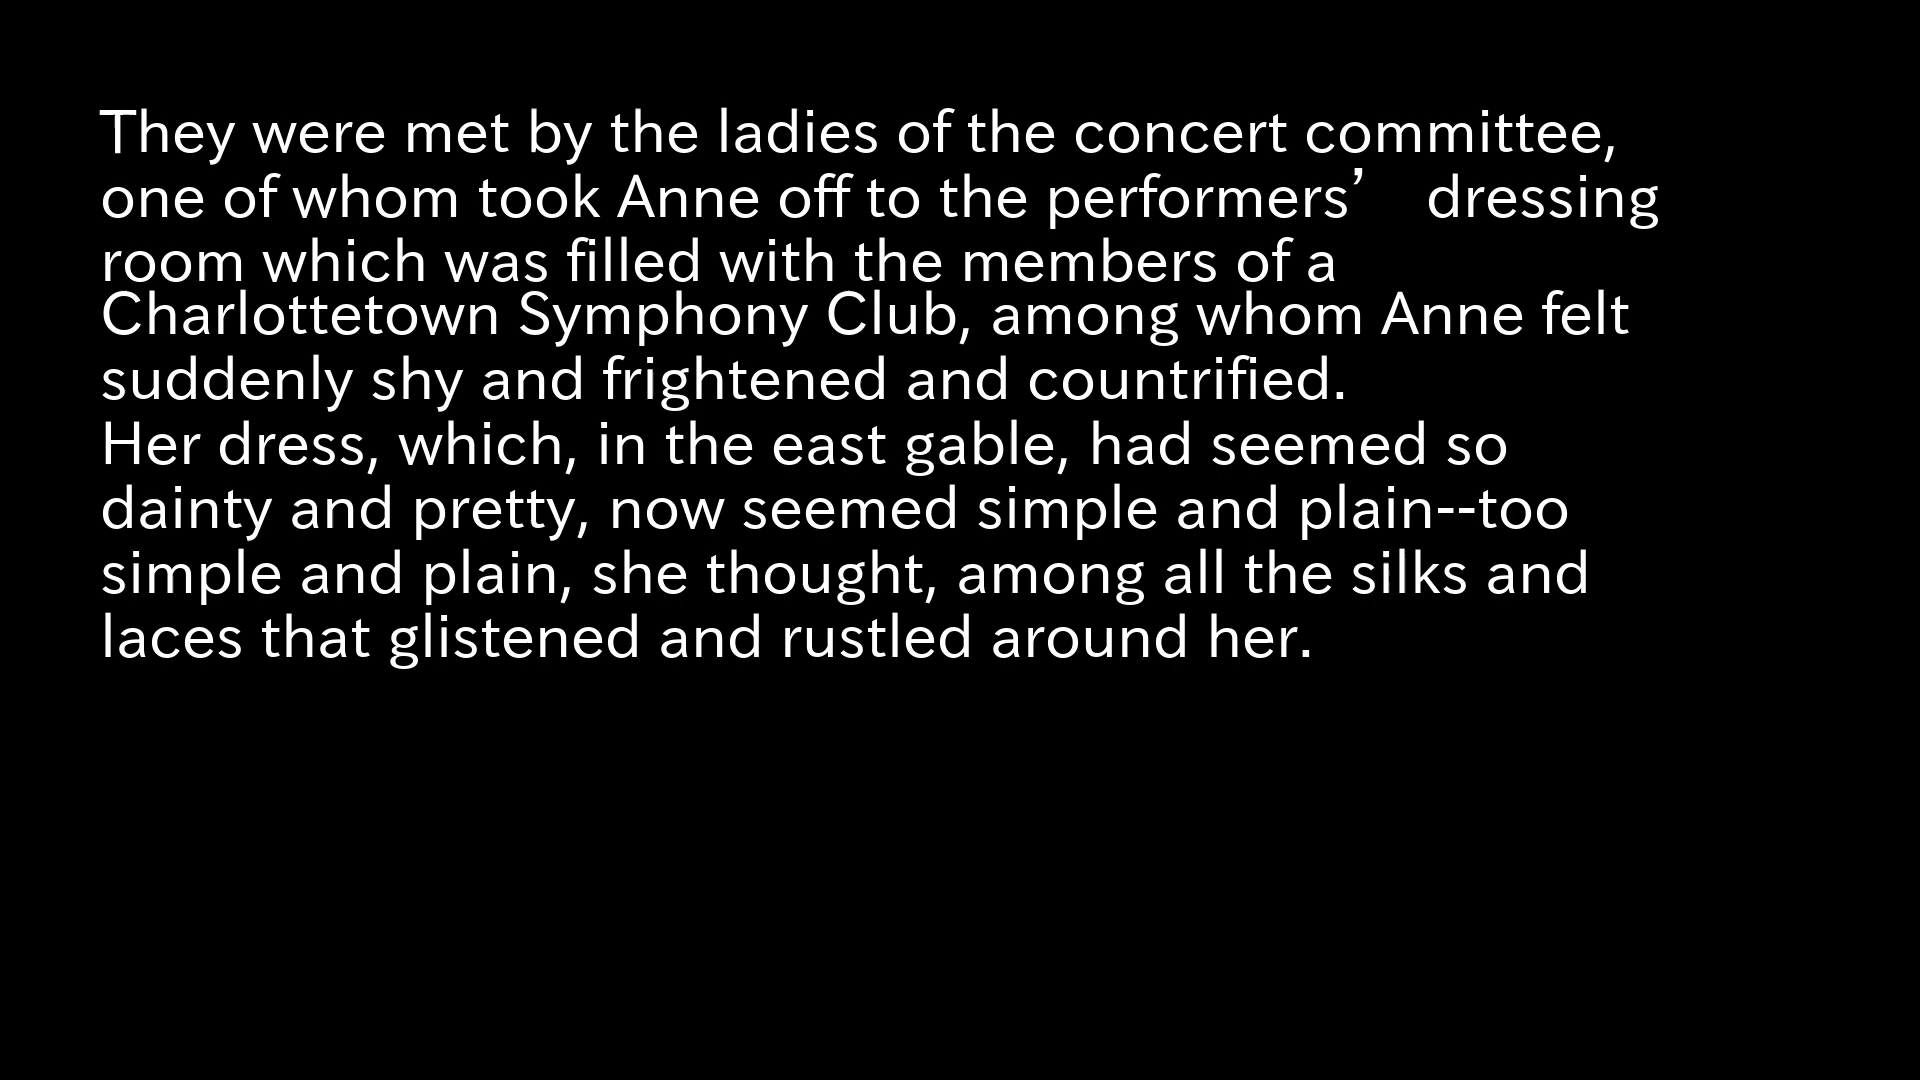 They were met by the ladies of the concert committee,
one of whom took Anne off to the performers’ dressing
room which was filled with the members of a
Charlottetown Symphony Club, among whom Anne felt
suddenly shy and frightened and countrified.
Her dress, which, in the east gable, had seemed so
dainty and pretty, now seemed simple and plain--too
simple and plain, she thought, among all the silks and
laces that glistened and rustled around her.